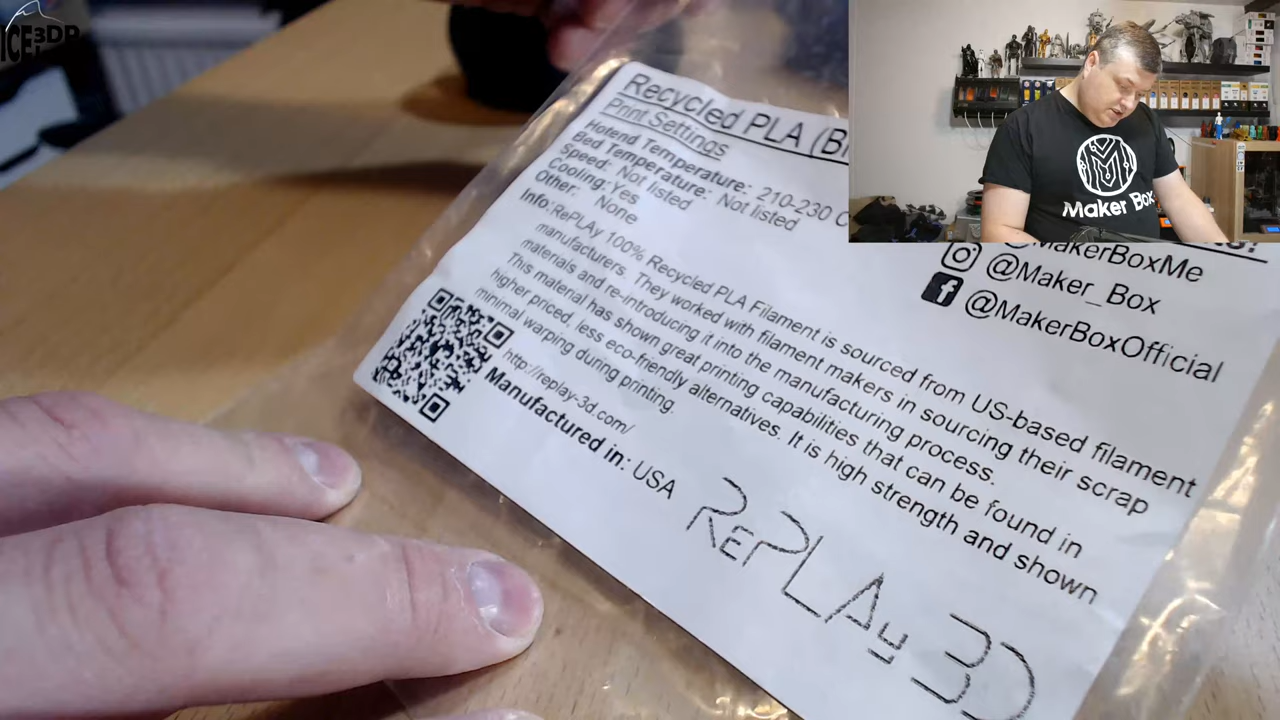 ICE3DP
Recycled PLA
Print Settings
Hotend Temperature: 210-230 C
Bed Temperature: Not listed
Speed: Not listed
Cooling: Yes
Other: None
Info: RePLAy 100% Recycled PLA Filament is sourced from US-based filament
manufacturers. They worked with filament makers in sourcing their scrap
materials and re-introducing it into the manufacturing process.
This material has shown great printing capabilities that can be found in
higher priced, less eco-friendly alternatives. It is high strength and shown
minimal warping during printing.
http://replay-3d.com/
Manufactured in: USA
RePLAy 3D
@MakerBoxMe
@Maker_Box
@MakerBoxOfficial
Maker Box